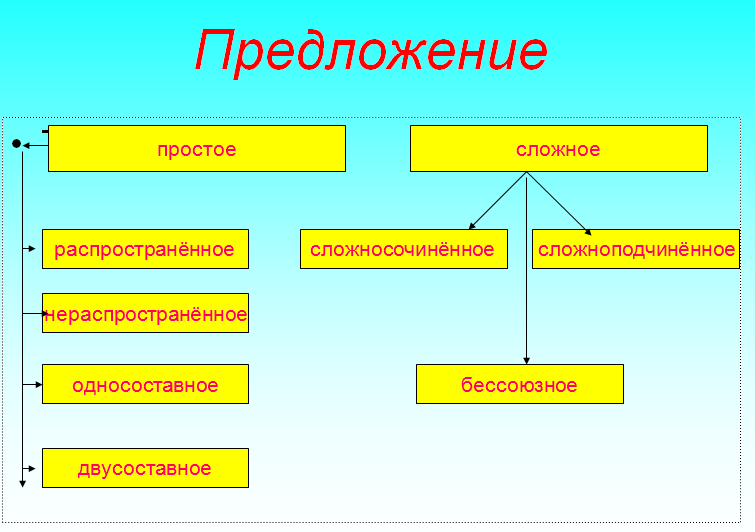 Предложение
простое
сложное
распространённое
сложносочинённое
сложноподчинённое
нераспространённое
односоставное
бессоюзное
двусоставное